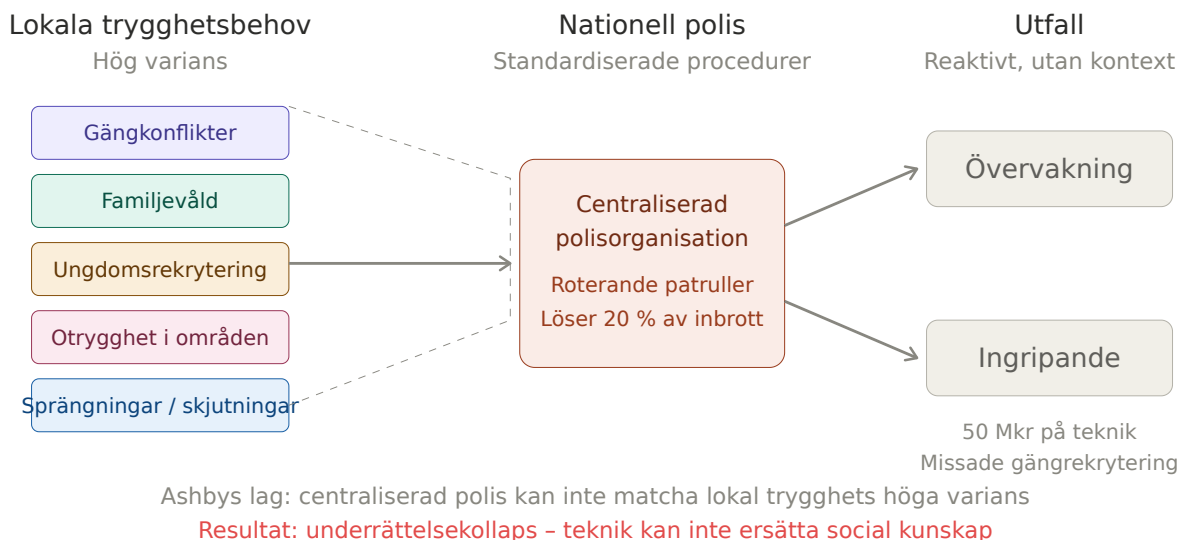 Lokala trygghetsbehov
Hög varians
Nationell polis
Standardiserade procedurer
Utfall
Reaktivt, utan kontext
Gängkonflikter
Familjevåld
Ungdomsrekrytering
Otrygghet i områden
Sprängningar / skjutningar
Centraliserad
polisorganisation
Roterande patruller
Löser 20 % av inbrott
Övervakning
Ingripande
50 Mkr på teknik
Missade gängrekrytering
Ashbys lag: centraliserad polis kan inte matcha lokal trygghets höga varians
Resultat: underrättelsekollaps – teknik kan inte ersätta social kunskap